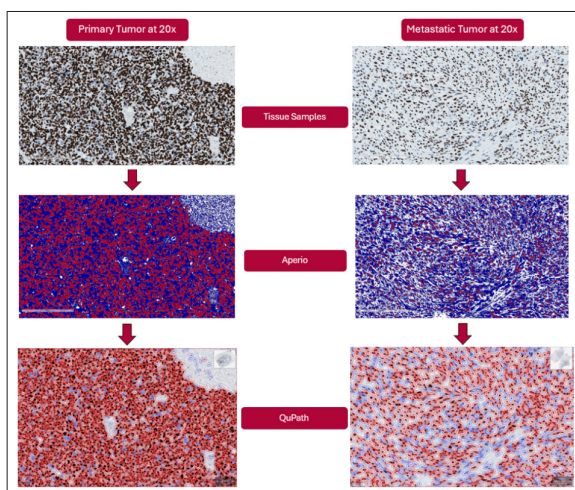 Primary Tumor at 20x
Metastatic Tumor at 20x
Tissue Samples
Aperio
QuPath